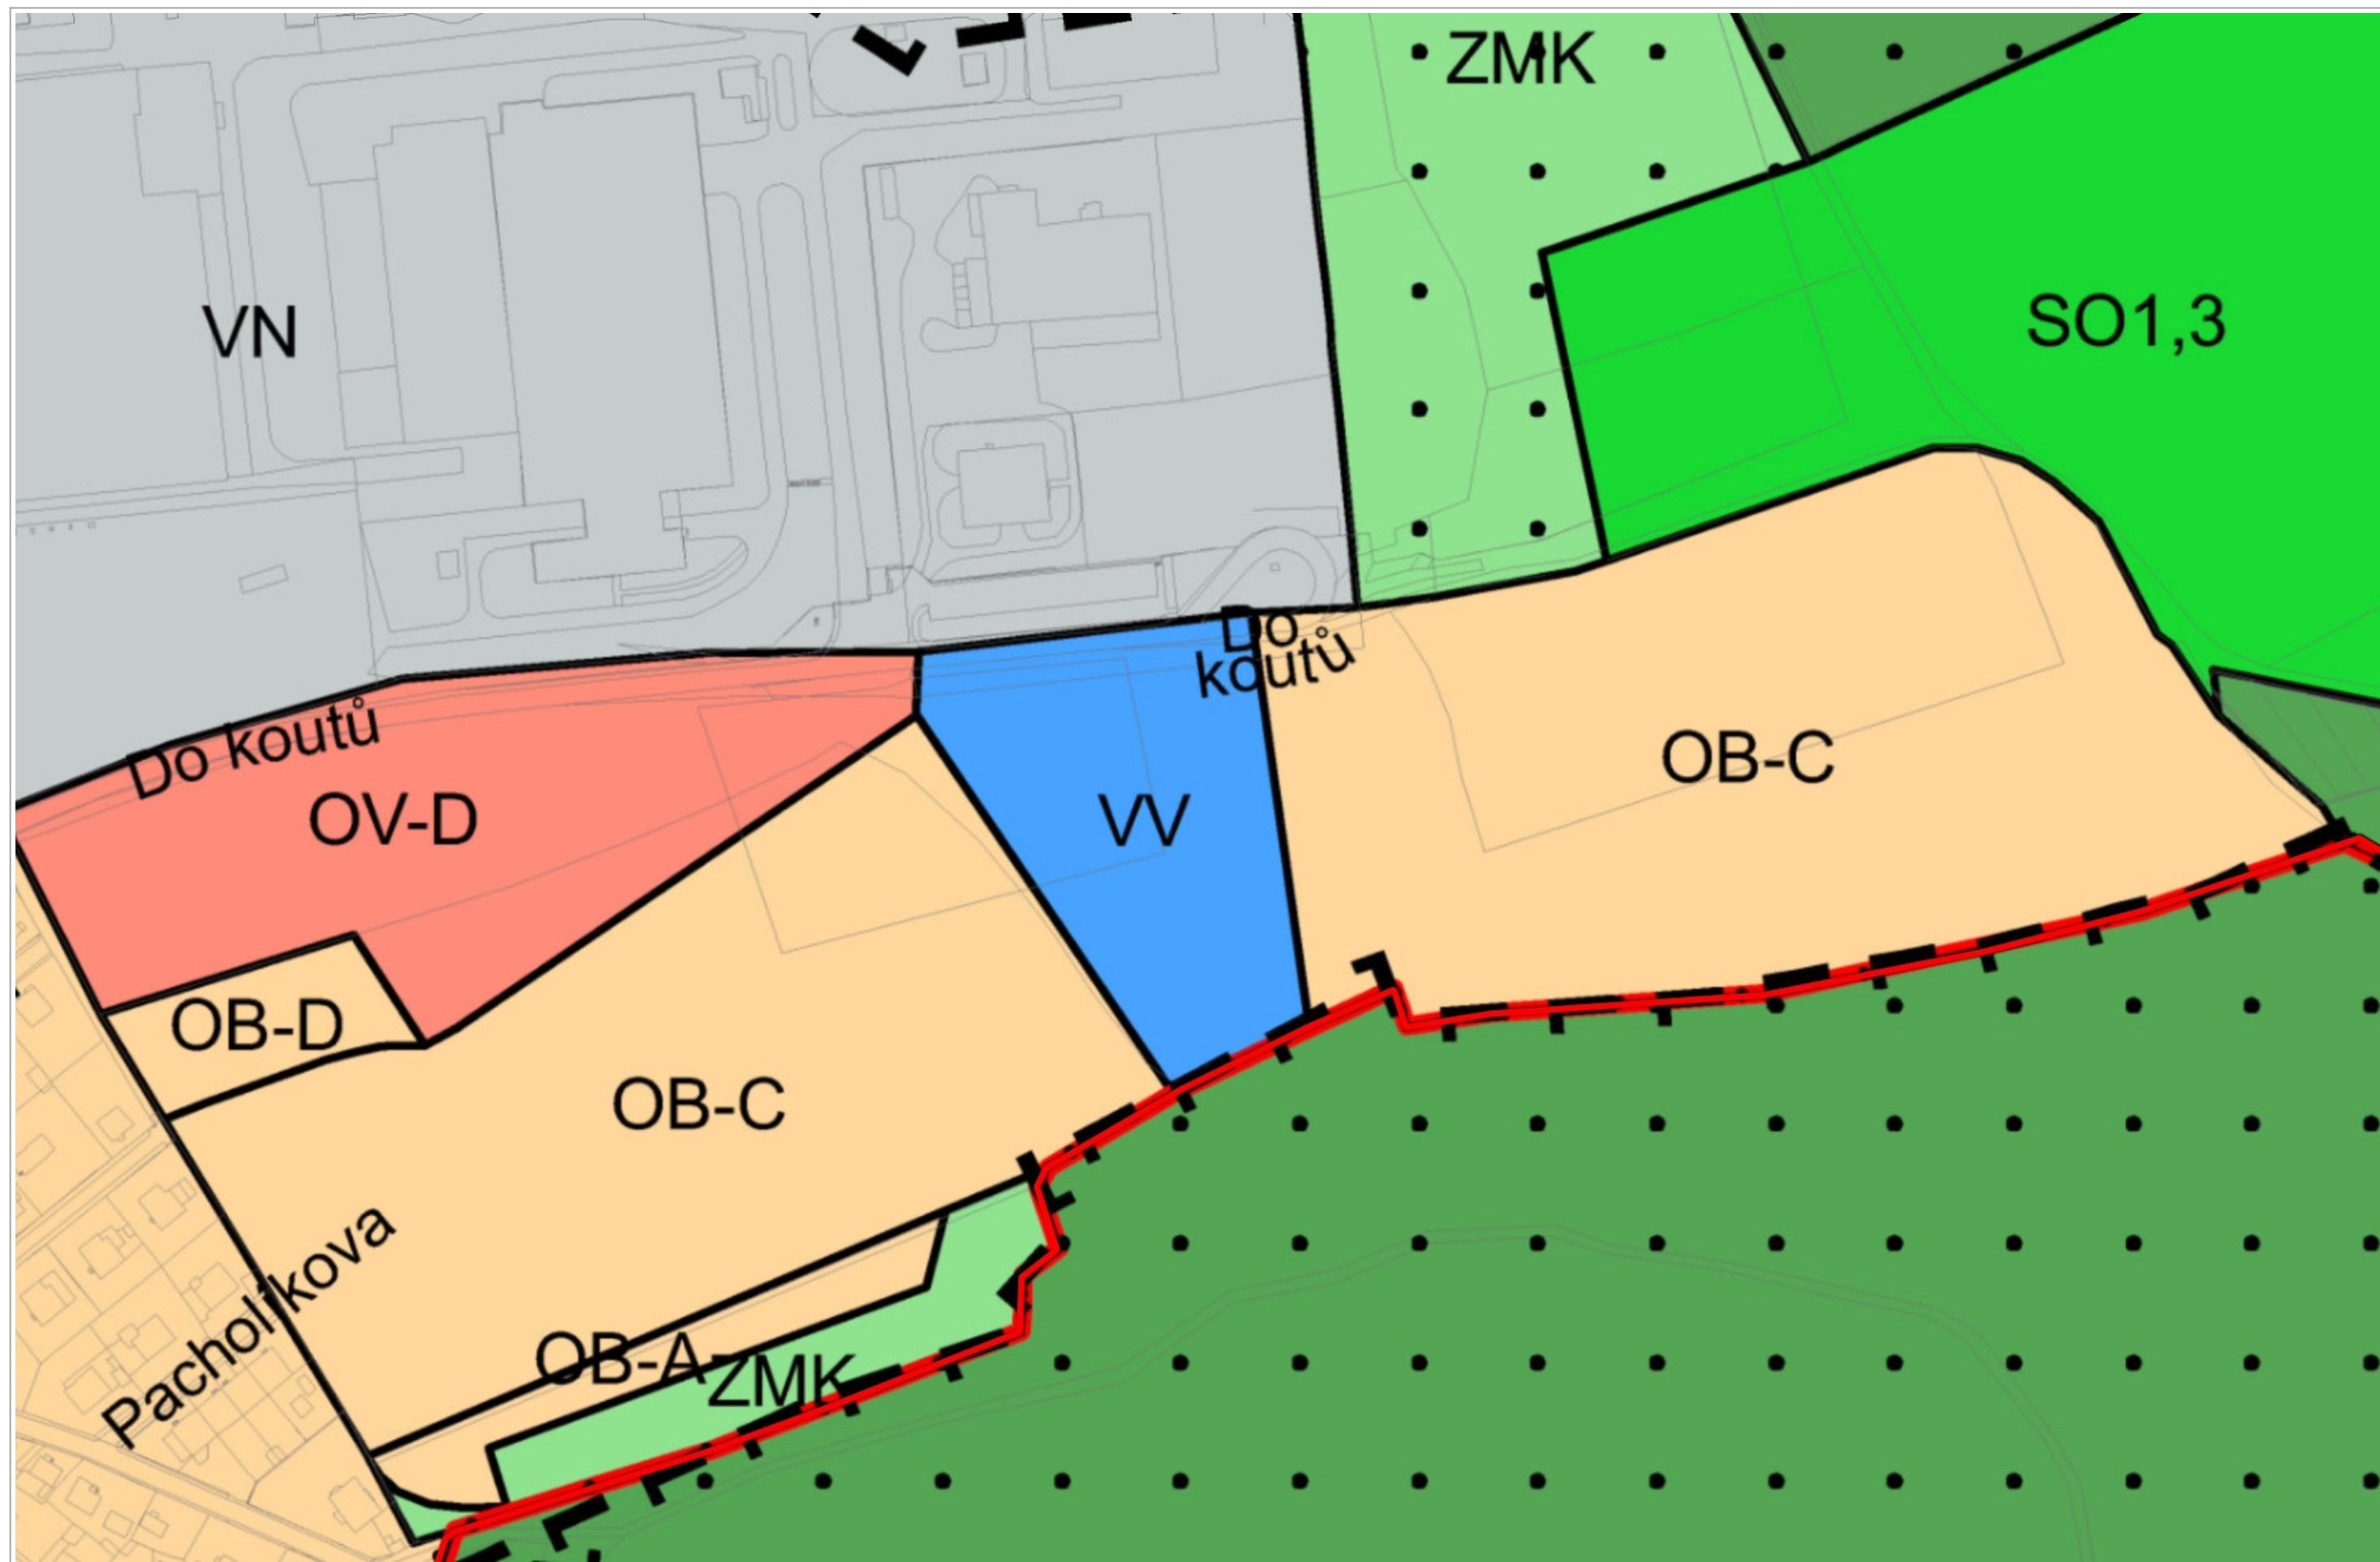 ZMK
VN
SO1,3
Do
koutů
Do koutů
OB-C
OV-D
VV
OB-D
OB-C
Pacholíkova
OB-A
ZMK